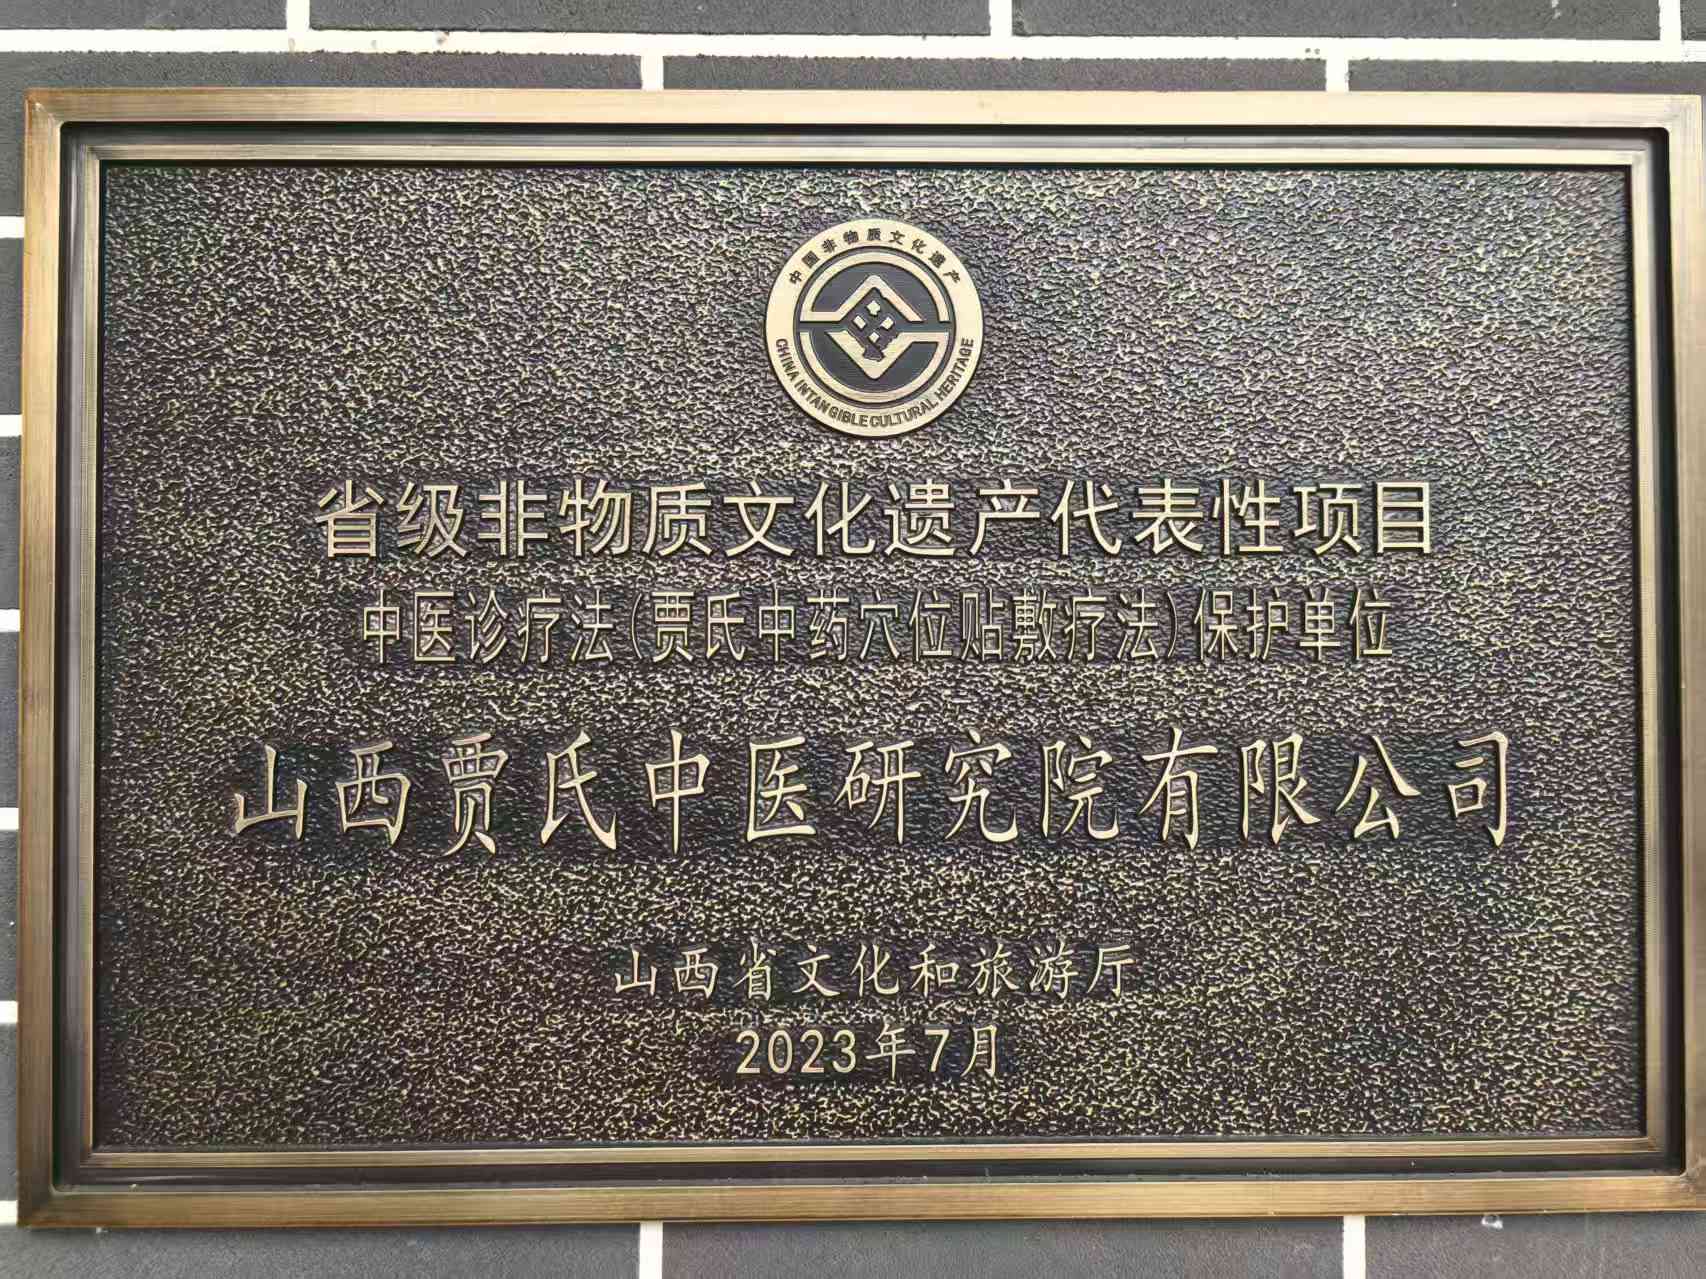 中国非物质文化遗产
CHINA INTANGIBLE CULTURAL HERITAGE
省级非物质文化遗产代表性项目
中医诊疗法(贾氏中药穴位贴敷疗法)保护单位
山西贾氏中医研究院有限公司
山西省文化和旅游厅
2023年7月